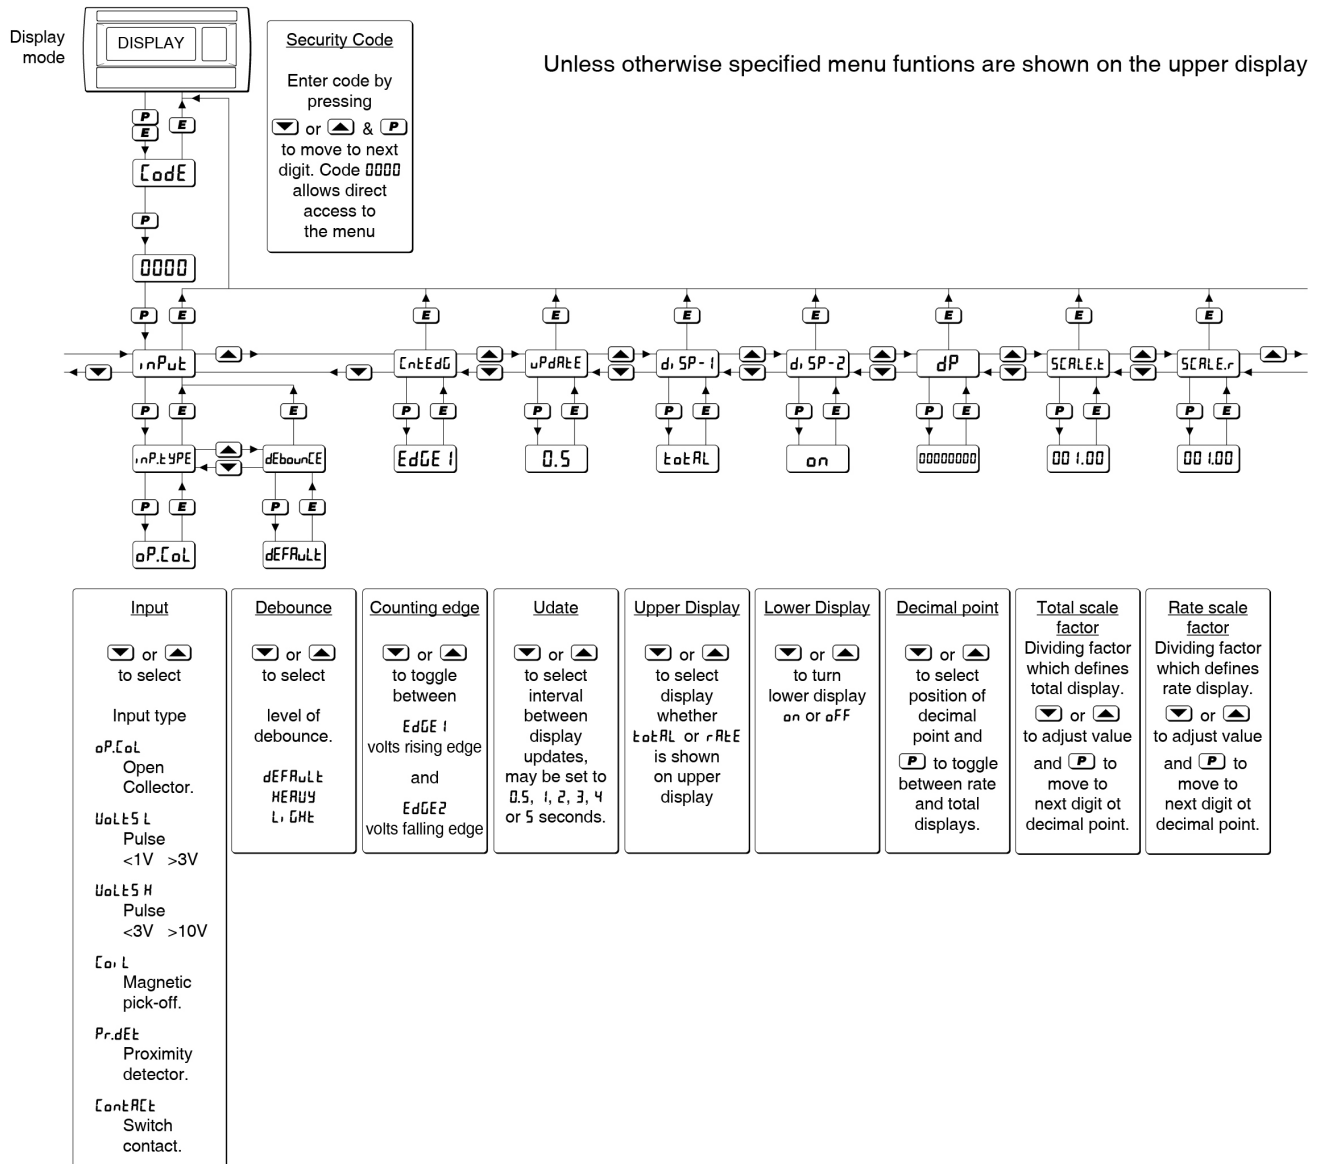 Display
mode
DISPLAY
Security Code
Enter code by
pressing
or & P
to move to next
digit. Code 0000
allows direct
access to
the menu
Unless otherwise specified menu funtions are shown on the upper display
P
E
E
CodE
P
0000
P E E E E E E E E
inPut CntEdG uPdAtE diSP-1 diSP-2 dP SCALE.t SCALE.r
P E E P E P E P E P E P E P E P E
inP.tYPE dEbounCE EdGE 1 0.5 totAL on 00000000 001.00 001.00
P E P E
oP.CoL dEFAuLt
Input
or
to select
Input type
oP.CoL
Open
Collector.
VoLtS L
Pulse
<1V >3V
VoLtS H
Pulse
<3V >10V
CoiL
Magnetic
pick-off.
Pr.dEt
Proximity
detector.
ContACt
Switch
contact.
Debounce
or
to select
level of
debounce.
dEFAuLt
HEAVY
LiGHt
Counting edge
or
to toggle
between
EdGE 1
volts rising edge
and
EdGE2
volts falling edge
Udate
or
to select
interval
between
display
updates,
may be set to
0.5, 1, 2, 3, 4
or 5 seconds.
Upper Display
or
to select
display
whether
totAL or rAtE
is shown
on upper
display
Lower Display
or
to turn
lower display
on or oFF
Decimal point
or
to select
position of
decimal
point and
P to toggle
between rate
and total
displays.
Total scale
factor
Dividing factor
which defines
total display.
or
to adjust value
and P to
move to
next digit ot
decimal point.
Rate scale
factor
Dividing factor
which defines
rate display.
or
to adjust value
and P to
move to
next digit ot
decimal point.